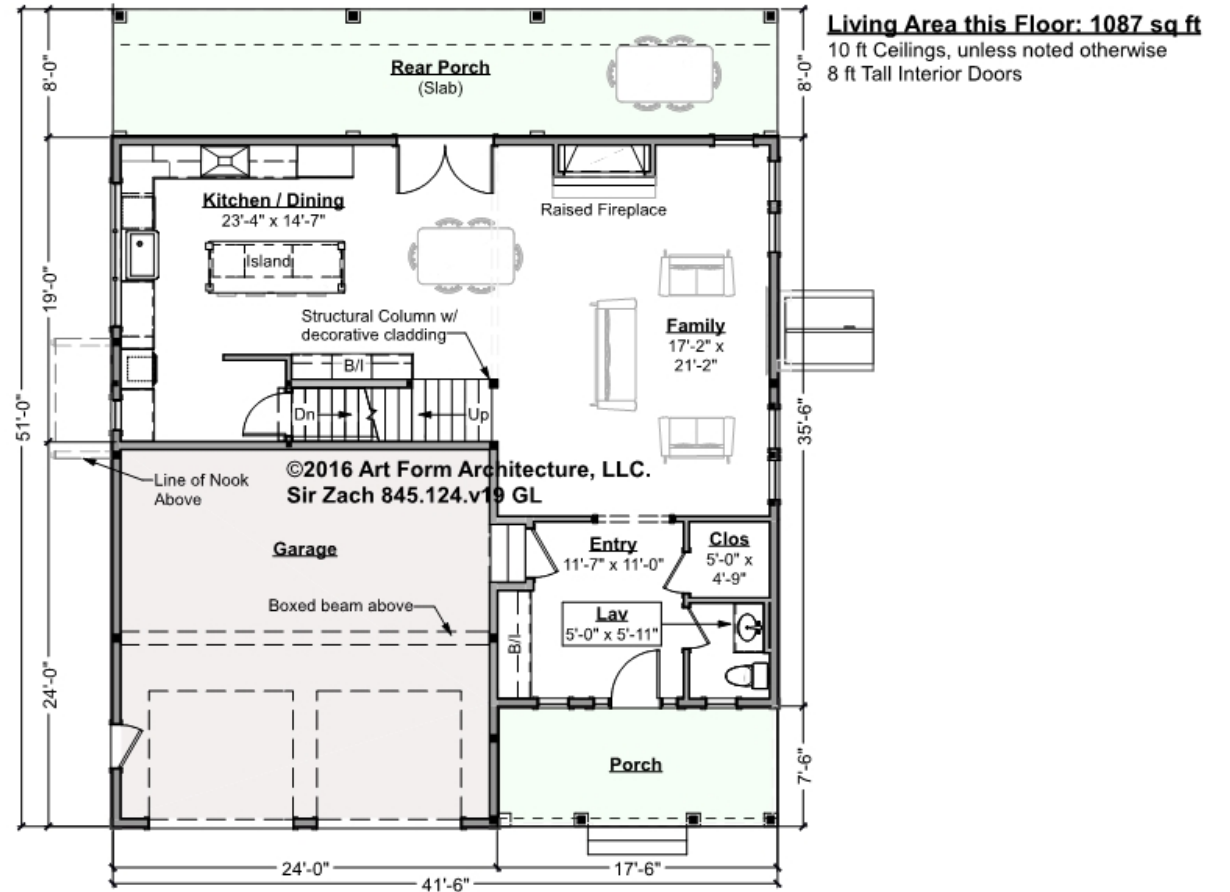 Living Area this Floor: 1087 sq ft
10 ft Ceilings, unless noted otherwise
8 ft Tall Interior Doors
8'-0"
Rear Porch
(Slab)
8'-0"
Kitchen / Dining
23'-4" x 14'-7"
Raised Fireplace
Island
19'-0"
Structural Column w/
decorative cladding
Family
17'-2" x
21'-2"
B/I
Dn
Up
51'-0"
35'-6"
©2016 Art Form Architecture, LLC.
Sir Zach 845.124.v19 GL
Line of Nook
Above
Garage
Entry
11'-7" x 11'-0"
Clos
5'-0" x
4'-9"
Boxed beam above
Lav
5'-0" x 5'-11"
B/I
24'-0"
Porch
7'-6"
24'-0"
17'-6"
41'-6"